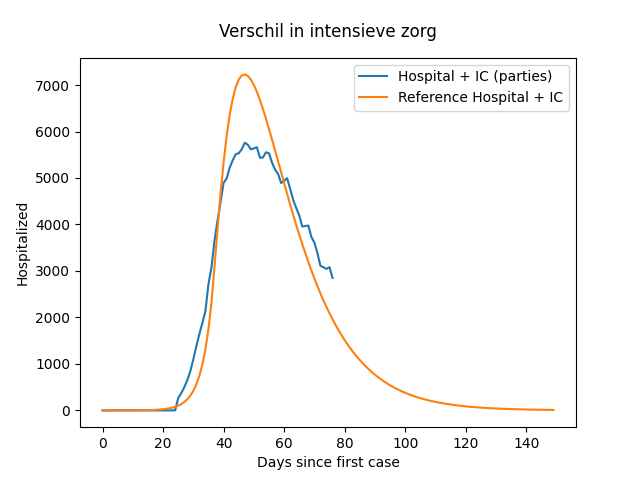 Verschil in intensieve zorg
Hospital + IC (parties)
Reference Hospital + IC
7000
6000
5000
4000
3000
2000
1000
0
Hospitalized
0 20 40 60 80 100 120 140
Days since first case